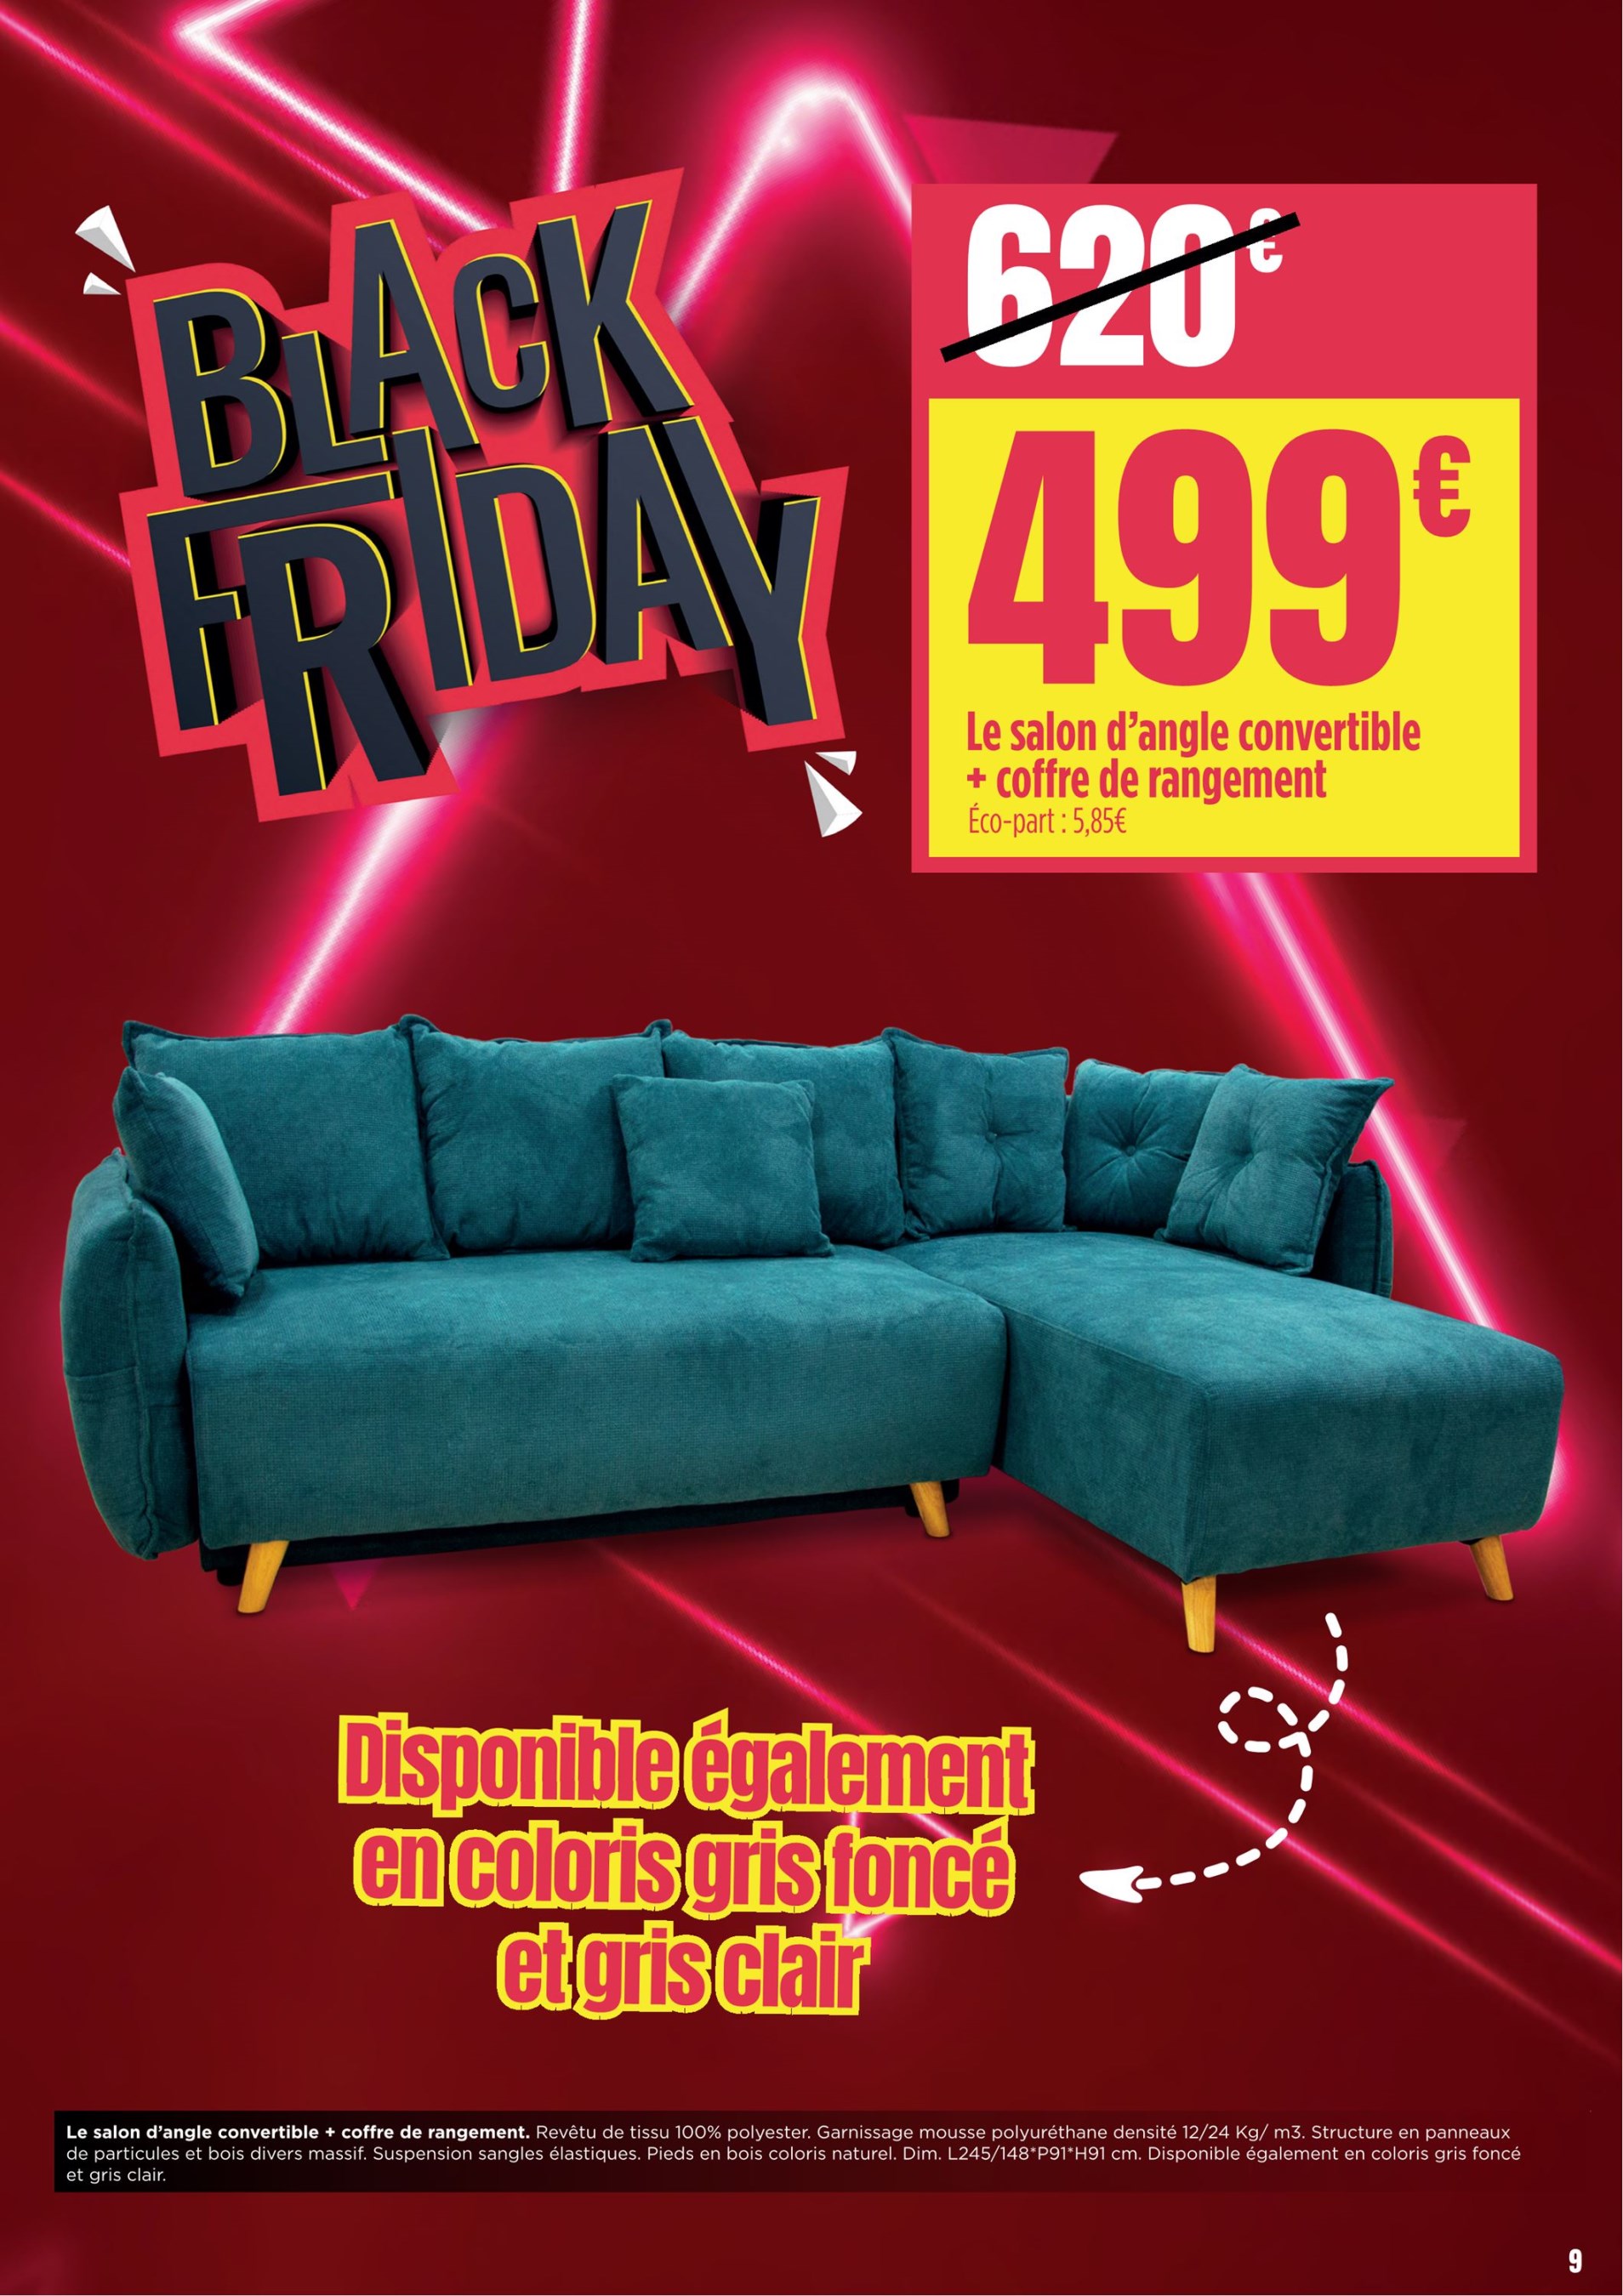 BLACK
FRIDAY
620€
499€
Le salon d'angle convertible
+ coffre de rangement
Éco-part : 5,85€
Disponible également
en coloris gris foncé
et gris clair
Le salon d'angle convertible + coffre de rangement. Revêtu de tissu 100% polyester. Garnissage mousse polyuréthane densité 12/24 Kg/ m3. Structure en panneaux
de particules et bois divers massif. Suspension sangles élastiques. Pieds en bois coloris naturel. Dim. L245/148*P91*H91 cm. Disponible également en coloris gris foncé
et gris clair.
9